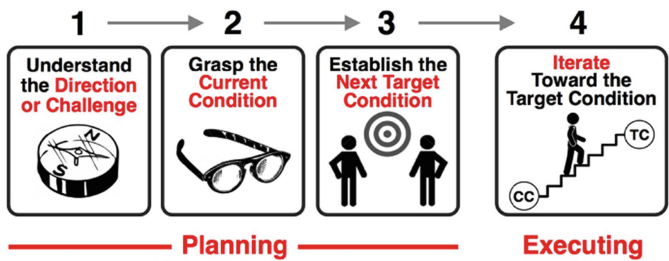 1
2
3
4
Understand
the Direction
or Challenge
N
S
Grasp the
Current
Condition
Establish the
Next Target
Condition
Iterate
Toward the
Target Condition
TC
CC
Planning
Executing